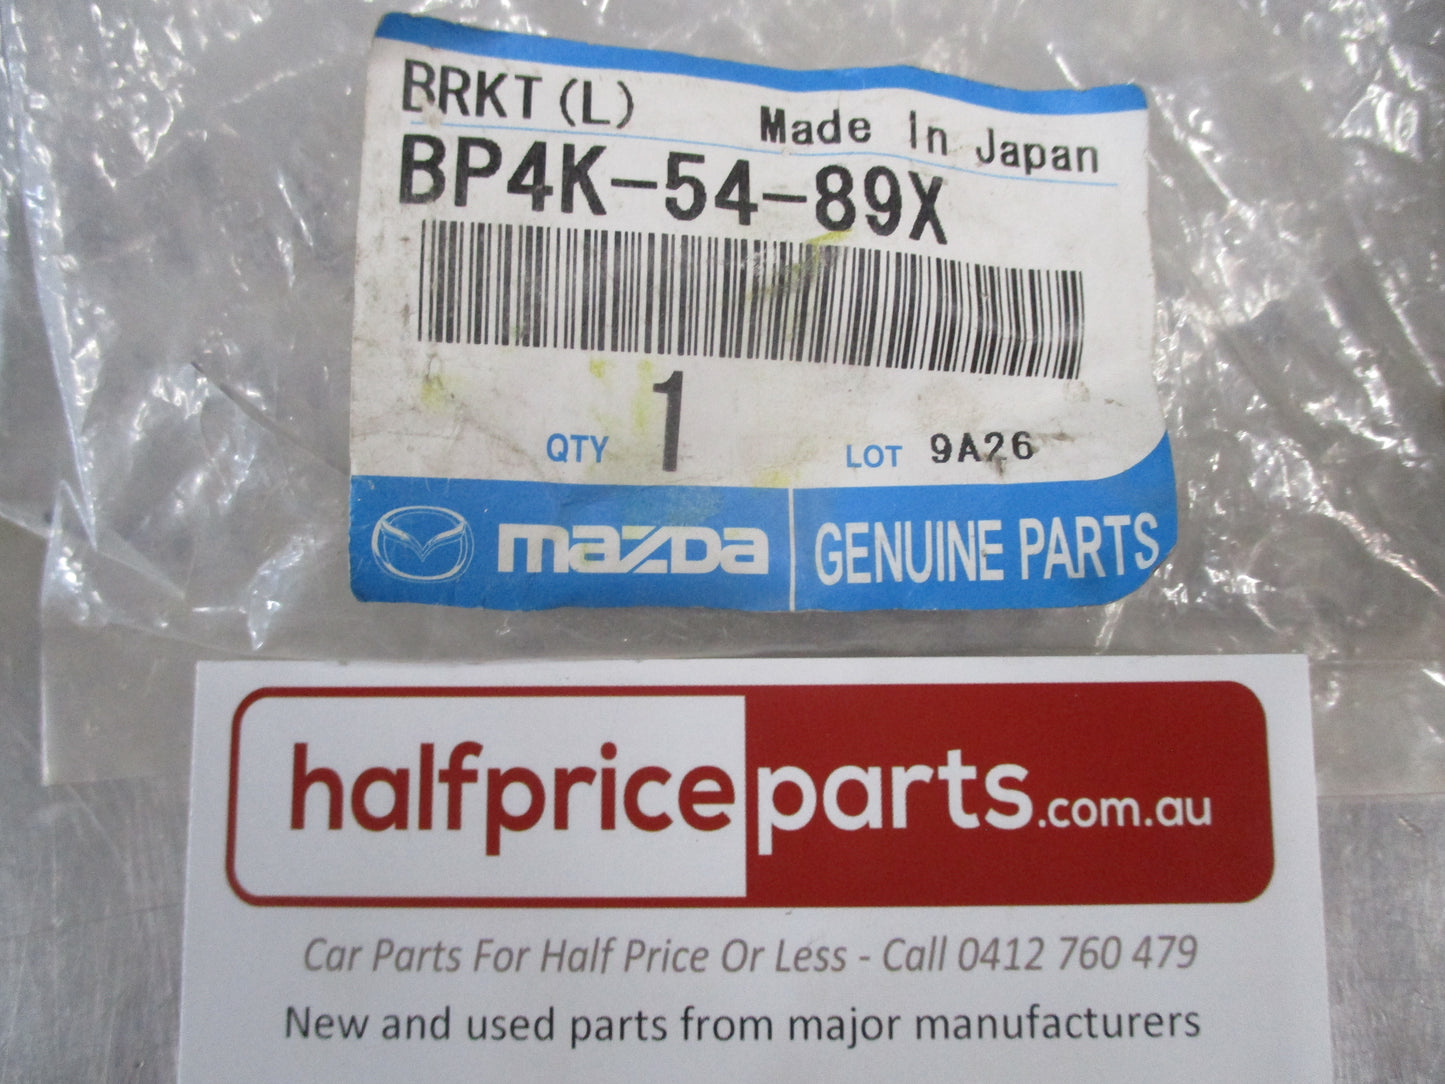 BRKT(L)
Made In Japan
BP4K-54-89X
QTY 1
LOT 9A26
mazda GENUINE PARTS
halfpriceparts.com.au
Car Parts For Half Price Or Less - Call 0412 760 479
New and used parts from major manufacturers